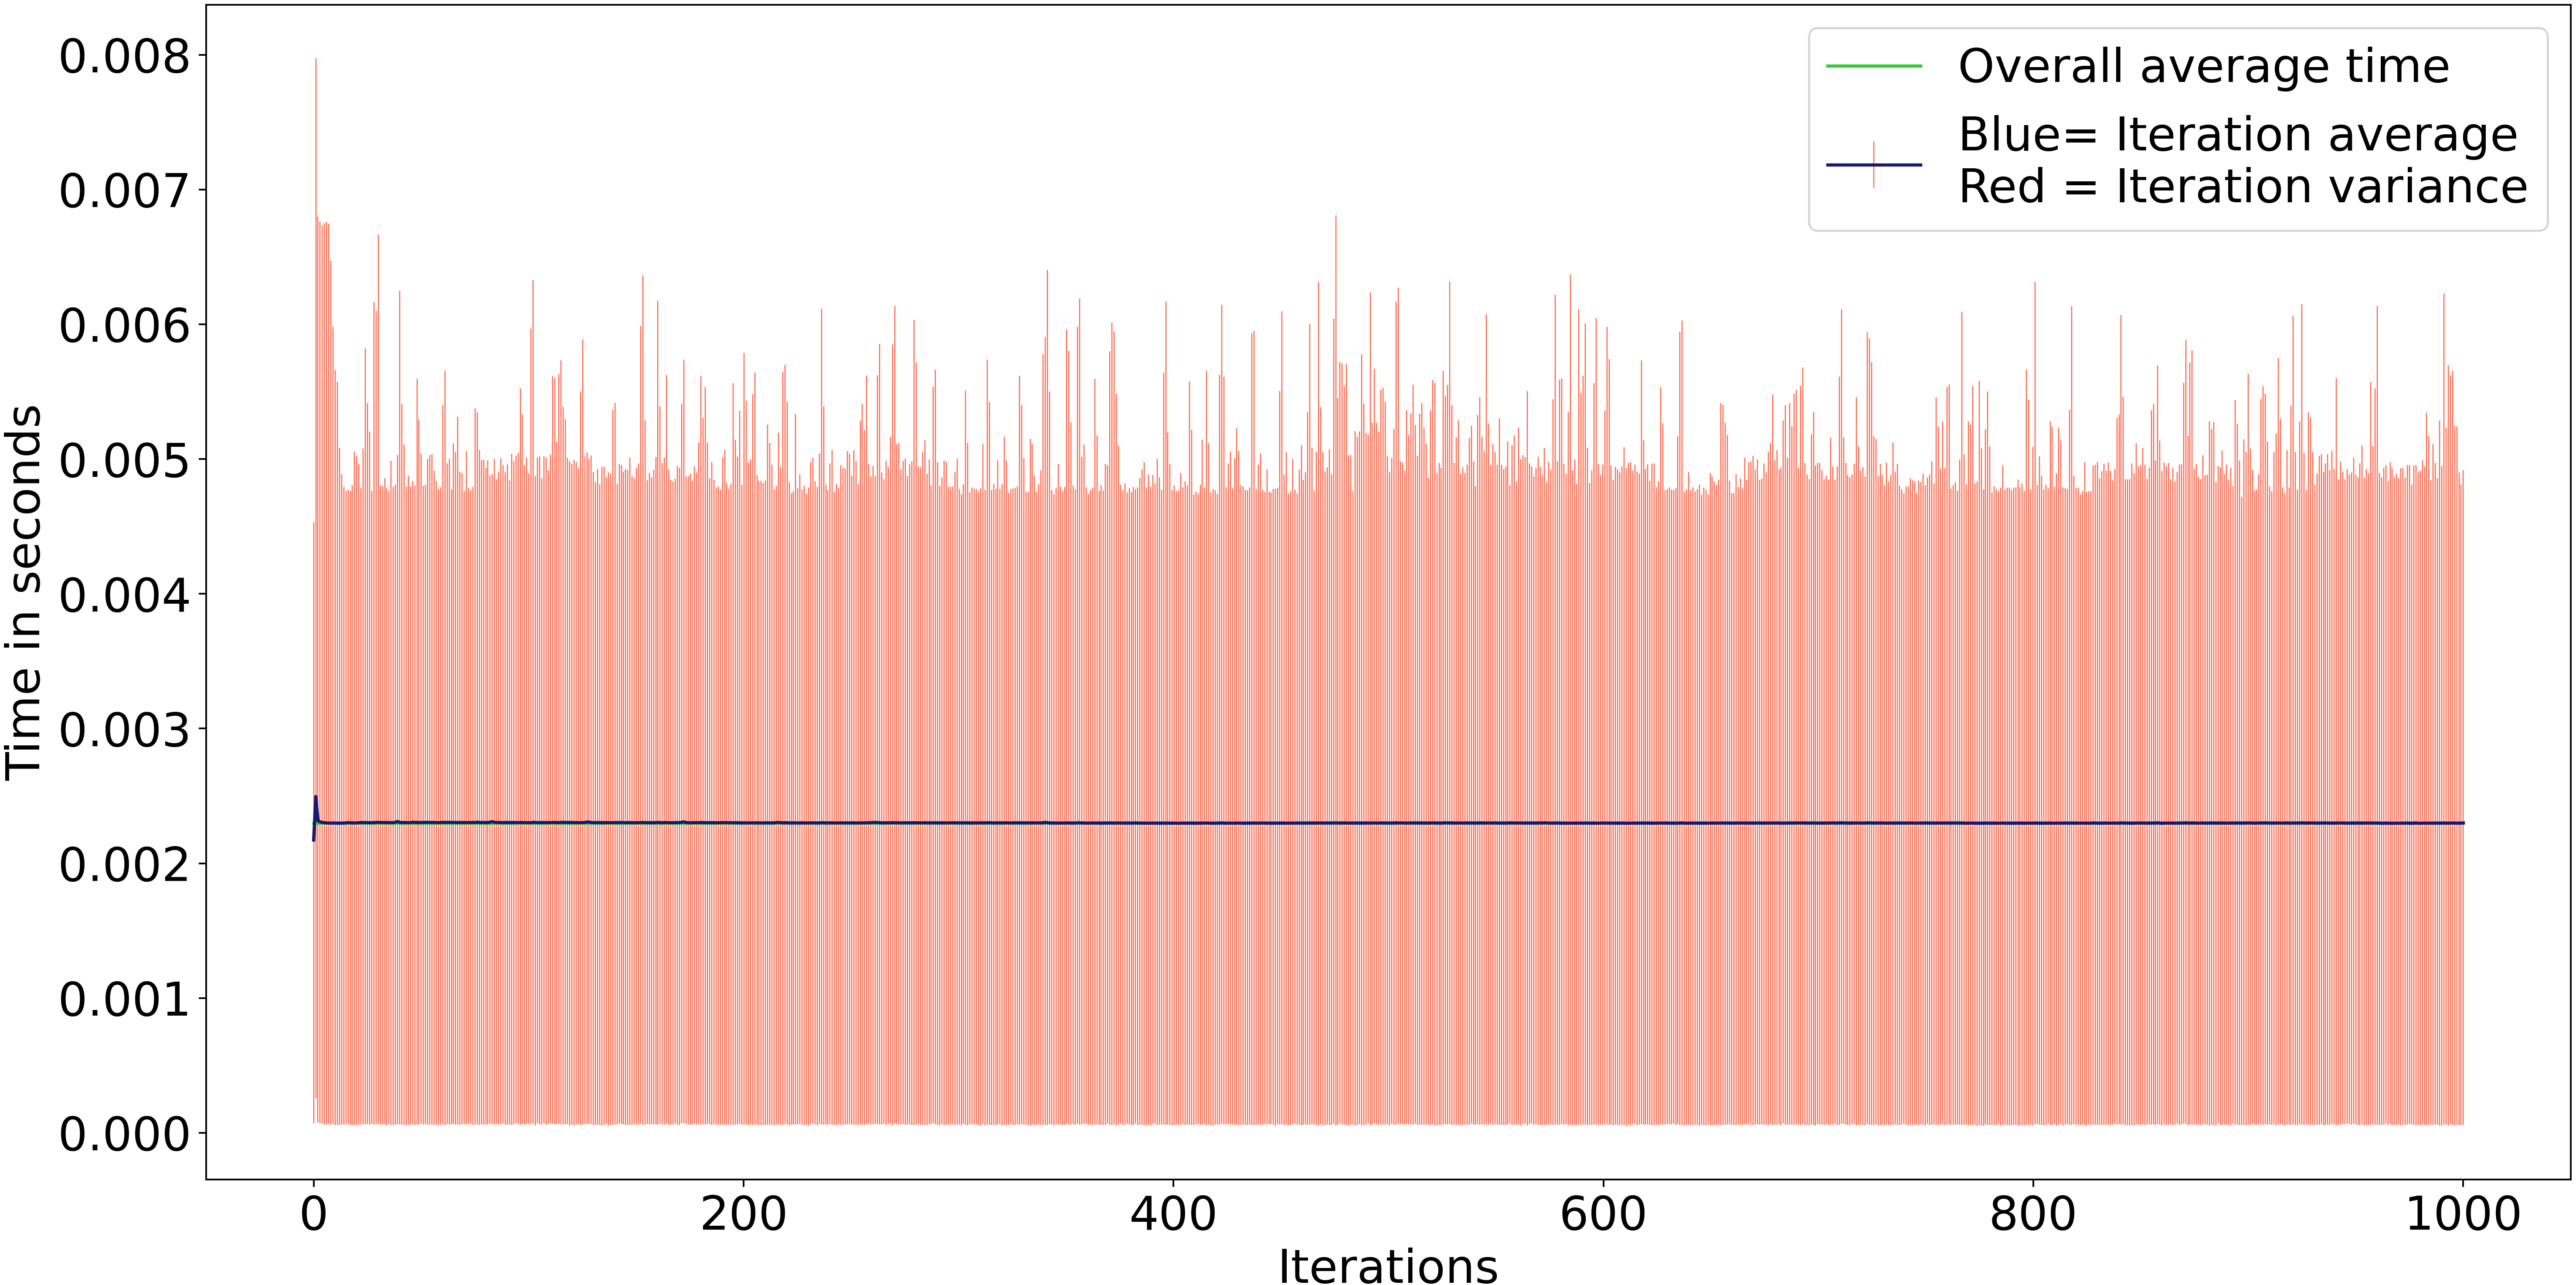 0.008
0.007
0.006
0.005
0.004
0.003
0.002
0.001
0.000
Time in seconds
Overall average time
Blue= Iteration average
Red = Iteration variance
0 200 400 600 800 1000
Iterations